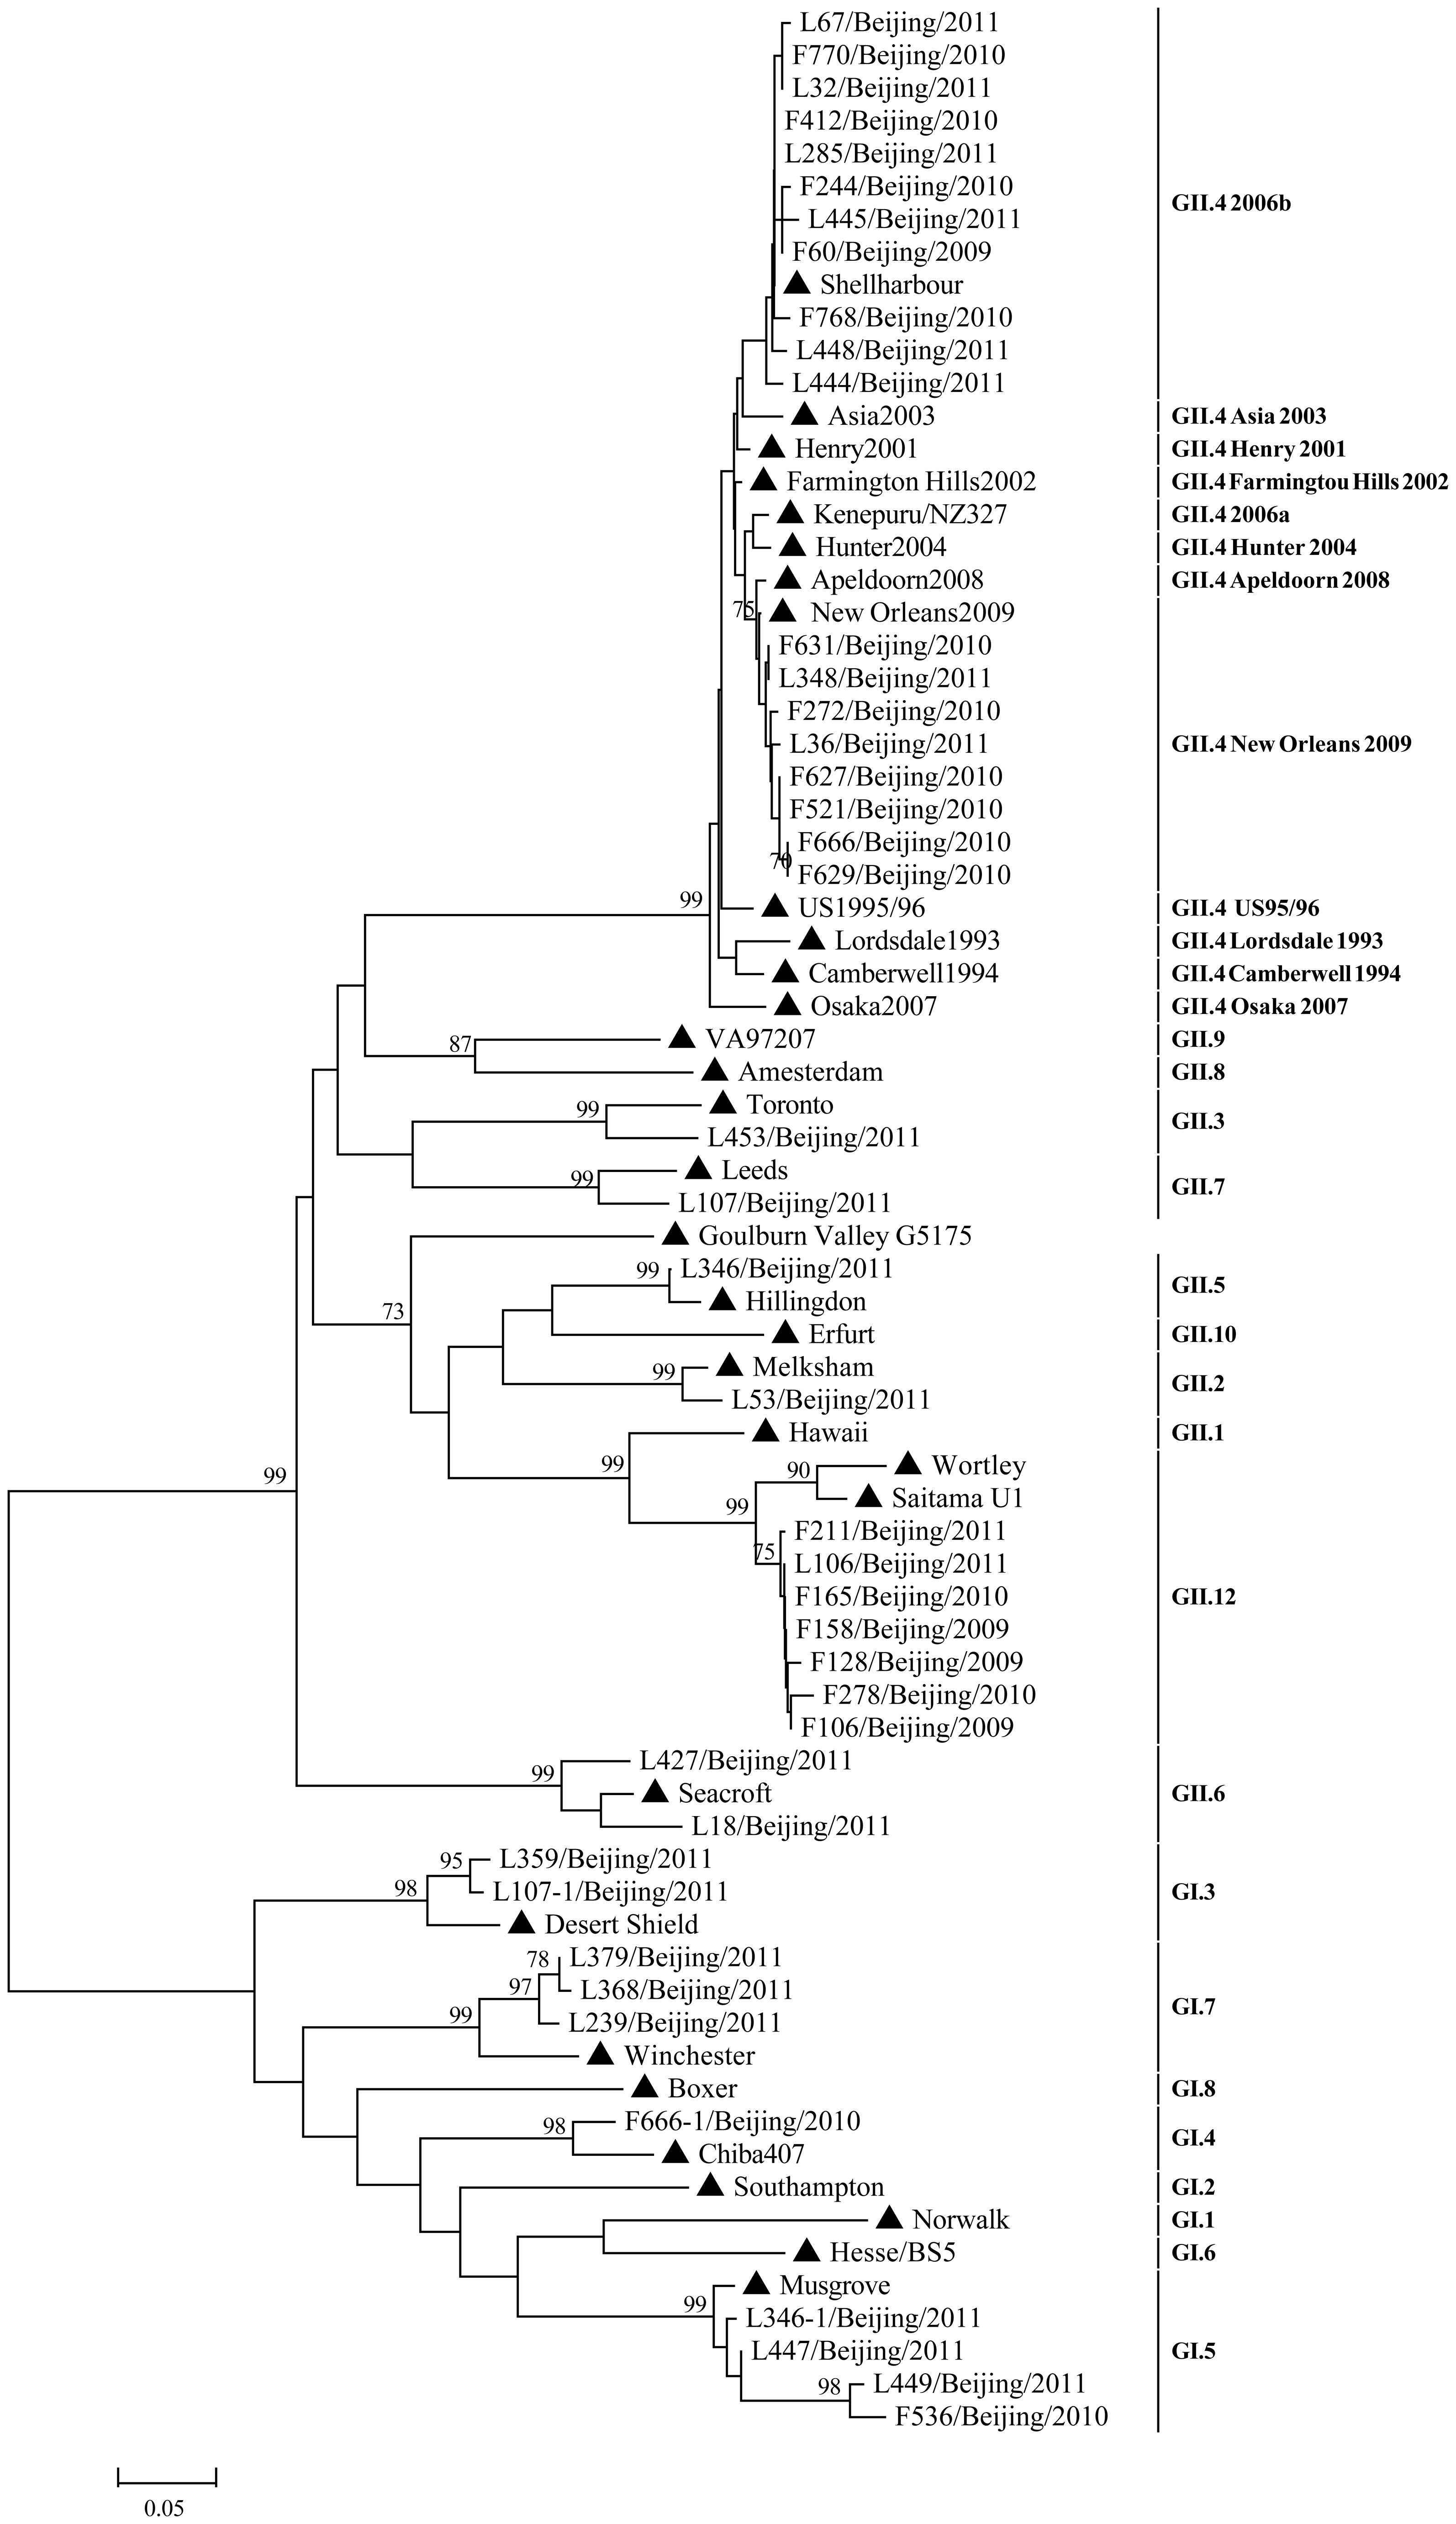 L67/Beijing/2011
F770/Beijing/2010
L32/Beijing/2011
F412/Beijing/2010
L285/Beijing/2011
F244/Beijing/2010
GII.4 2006b
L445/Beijing/2011
F60/Beijing/2009
Shellharbour
F768/Beijing/2010
L448/Beijing/2011
L444/Beijing/2011
Asia2003 GII.4 Asia 2003
Henry2001 GII.4 Henry 2001
Farmington Hills2002 GII.4 Farmingtou Hills 2002
Kenepuru/NZ327 GII.4 2006a
Hunter2004 GII.4 Hunter 2004
Apeldoorn2008 GII.4 Apeldoorn 2008
75 New Orleans2009
F631/Beijing/2010
L348/Beijing/2011
F272/Beijing/2010
L36/Beijing/2011 GII.4 New Orleans 2009
F627/Beijing/2010
F521/Beijing/2010
F666/Beijing/2010
70
F629/Beijing/2010
99 US1995/96 GII.4 US95/96
Lordsdale1993 GII.4 Lordsdale 1993
Camberwell1994 GII.4 Camberwell 1994
Osaka2007 GII.4 Osaka 2007
87 VA97207 GII.9
Amesterdam GII.8
99 Toronto
GII.3
L453/Beijing/2011
99 Leeds
GII.7
L107/Beijing/2011
Goulburn Valley G5175
99 L346/Beijing/2011
GII.5
73 Hillingdon
Erfurt GII.10
99 Melksham
GII.2
L53/Beijing/2011
Hawaii GII.1
99 90 Wortley
99
99 Saitama U1
F211/Beijing/2011
75
L106/Beijing/2011
F165/Beijing/2010 GII.12
F158/Beijing/2009
F128/Beijing/2009
F278/Beijing/2010
F106/Beijing/2009
L427/Beijing/2011
99 Seacroft GII.6
L18/Beijing/2011
95 L359/Beijing/2011
98 L107-1/Beijing/2011 GI.3
Desert Shield
78 L379/Beijing/2011
97 L368/Beijing/2011
GI.7
99 L239/Beijing/2011
Winchester
Boxer GI.8
98 F666-1/Beijing/2010
GI.4
Chiba407
Southampton GI.2
Norwalk GI.1
Hesse/BS5 GI.6
Musgrove
99 L346-1/Beijing/2011
L447/Beijing/2011 GI.5
98 L449/Beijing/2011
F536/Beijing/2010
0.05